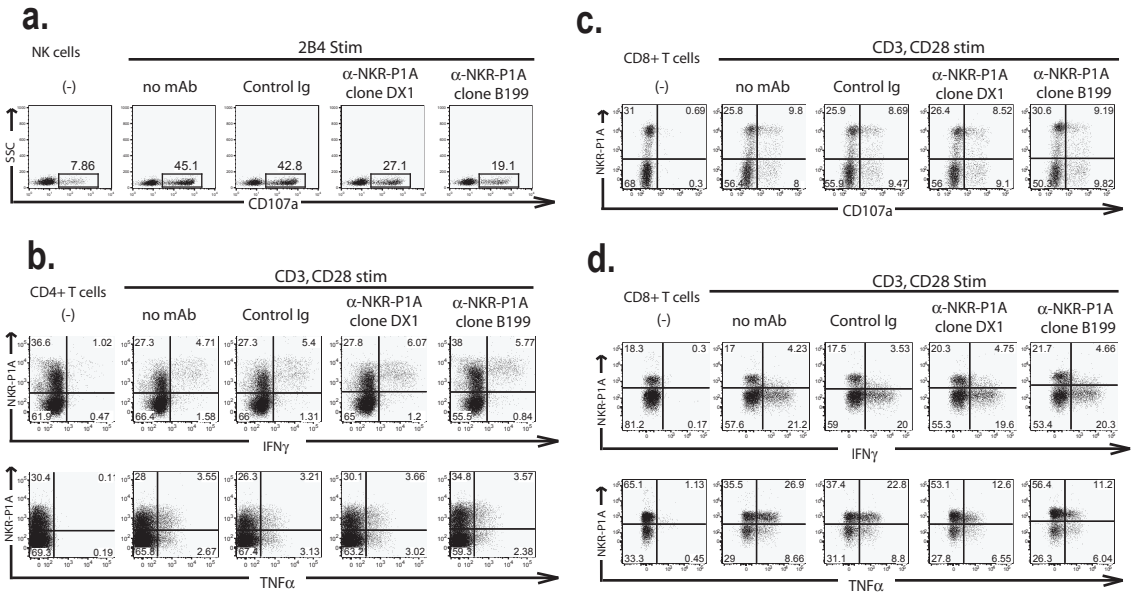 a.
NK cells
2B4 Stim
(-)
no mAb
Control Ig
α-NKR-P1A
clone DX1
α-NKR-P1A
clone B199
SSC
7.86
45.1
42.8
27.1
19.1
CD107a
b.
CD4+ T cells
CD3, CD28 stim
(-)
no mAb
Control Ig
α-NKR-P1A
clone DX1
α-NKR-P1A
clone B199
NKR-P1A
36.6 1.02
27.3 4.71
27.3 5.4
27.8 6.07
38 5.77
61.9 0.47
66.4 1.58
66 1.31
65 1.2
55.5 0.84
IFNγ
NKR-P1A
30.4 0.11
28 3.55
26.3 3.21
30.1 3.66
34.8 3.57
69.3 0.19
65.8 2.67
67.4 3.13
63.2 3.02
59.3 2.38
TNFα
c.
CD8+ T cells
CD3, CD28 stim
(-)
no mAb
Control Ig
α-NKR-P1A
clone DX1
α-NKR-P1A
clone B199
NKR-P1A
31 0.69
25.8 9.8
25.9 8.69
26.4 8.52
30.6 9.19
68 0.3
56.4 8
55.9 9.47
56 9.1
50.3 9.82
CD107a
d.
CD8+ T cells
CD3, CD28 Stim
(-)
no mAb
Control Ig
α-NKR-P1A
clone DX1
α-NKR-P1A
clone B199
NKR-P1A
18.3 0.3
17 4.23
17.5 3.53
20.3 4.75
21.7 4.66
81.2 0.17
57.6 21.2
59 20
55.3 19.6
53.4 20.3
IFNγ
NKR-P1A
65.1 1.13
35.5 26.9
37.4 22.8
53.1 12.6
56.4 11.2
33.3 0.45
29 8.66
31.1 8.8
27.8 6.55
26.3 6.04
TNFα